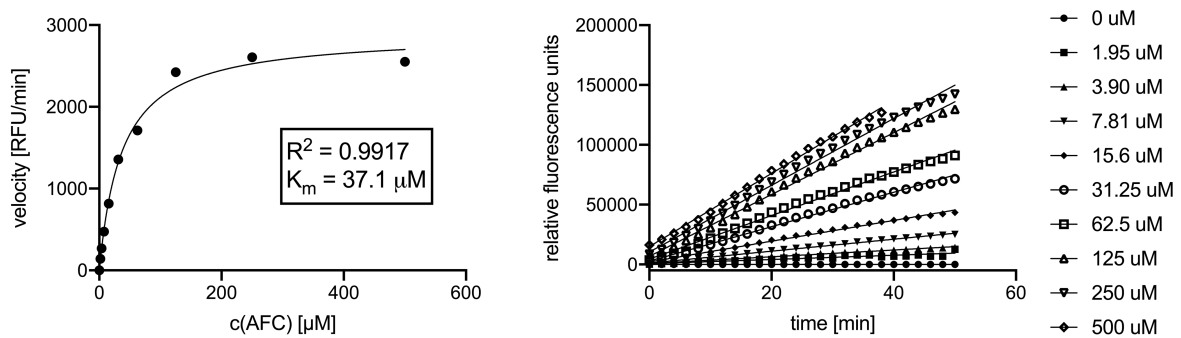 3000
2000
1000
0
0
200
400
600
velocity [RFU/min]
c(AFC) [µM]
R² = 0.9917
Kₘ = 37.1 µM
200000
150000
100000
50000
0
0
20
40
60
relative fluorescence units
time [min]
0 uM
1.95 uM
3.90 uM
7.81 uM
15.6 uM
31.25 uM
62.5 uM
125 uM
250 uM
500 uM